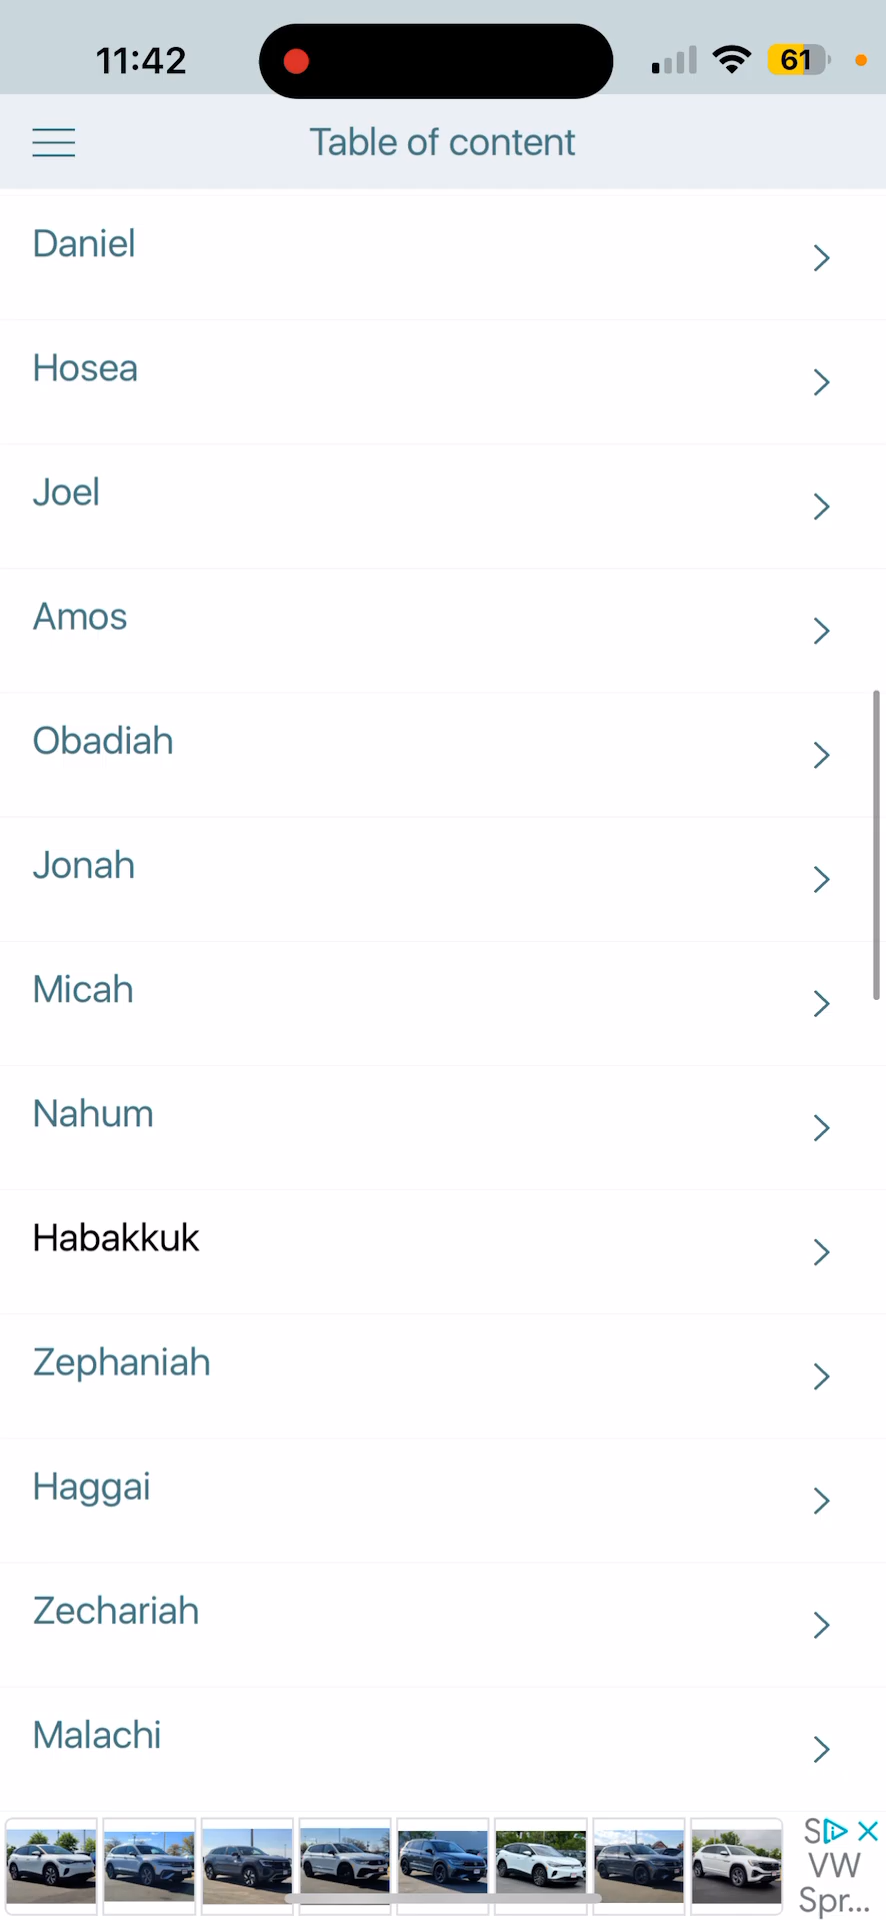 11:42
61
Table of content
Daniel
Hosea
Joel
Amos
Obadiah
Jonah
Micah
Nahum
Habakkuk
Zephaniah
Haggai
Zechariah
Malachi
VW
Spr...